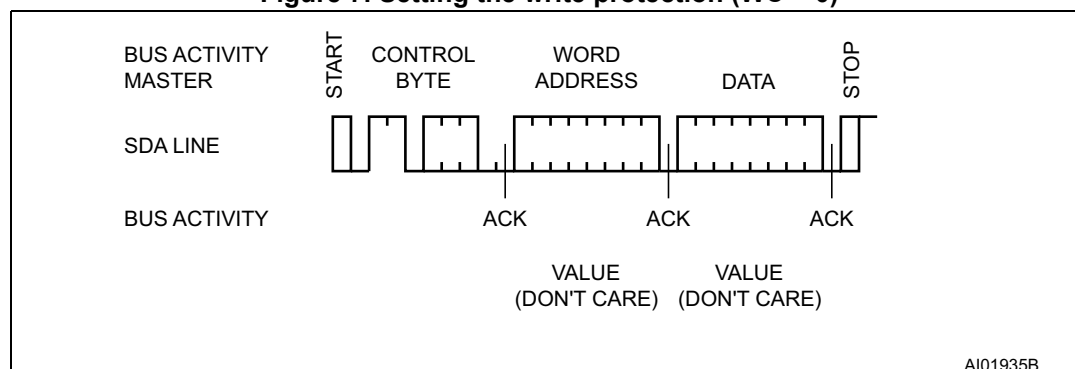 BUS ACTIVITY
MASTER
START
CONTROL
BYTE
WORD
ADDRESS
DATA
STOP
SDA LINE
BUS ACTIVITY
ACK ACK ACK
VALUE
(DON'T CARE)
VALUE
(DON'T CARE)
AI01935B